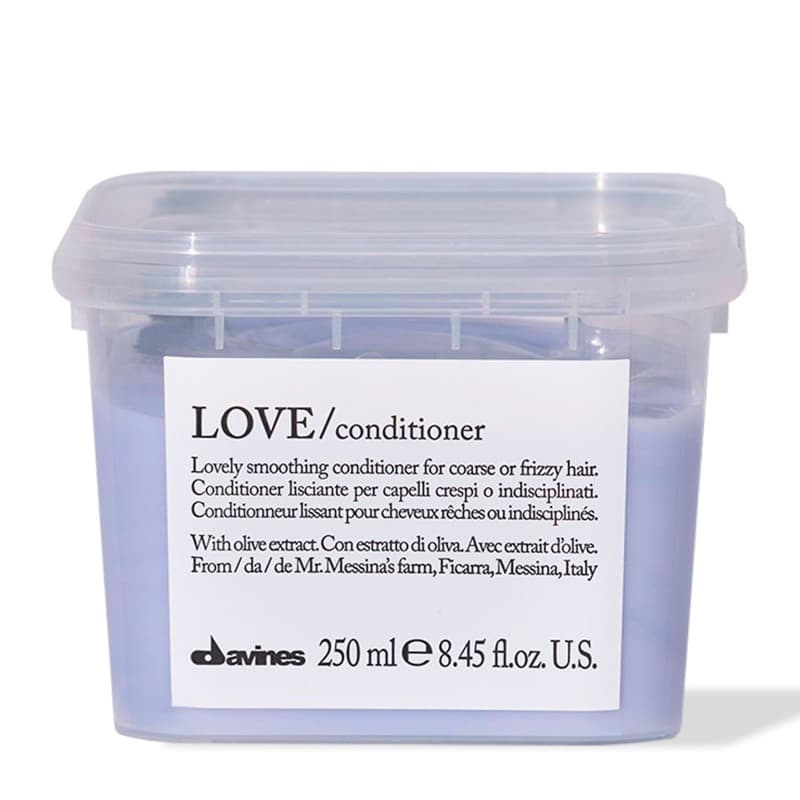 LOVE/conditioner
Lovely smoothing conditioner for coarse or frizzy hair.
Conditioner lisciante per capelli crespi o indisciplinati.
Conditionneur lissant pour cheveux rêches ou indisciplinés.
With olive extract. Con estratto di oliva. Avec extrait d'olive.
From / da / de Mr. Messina's farm, Ficarra, Messina, Italy
davines 250 ml ℮ 8.45 fl.oz. U.S.